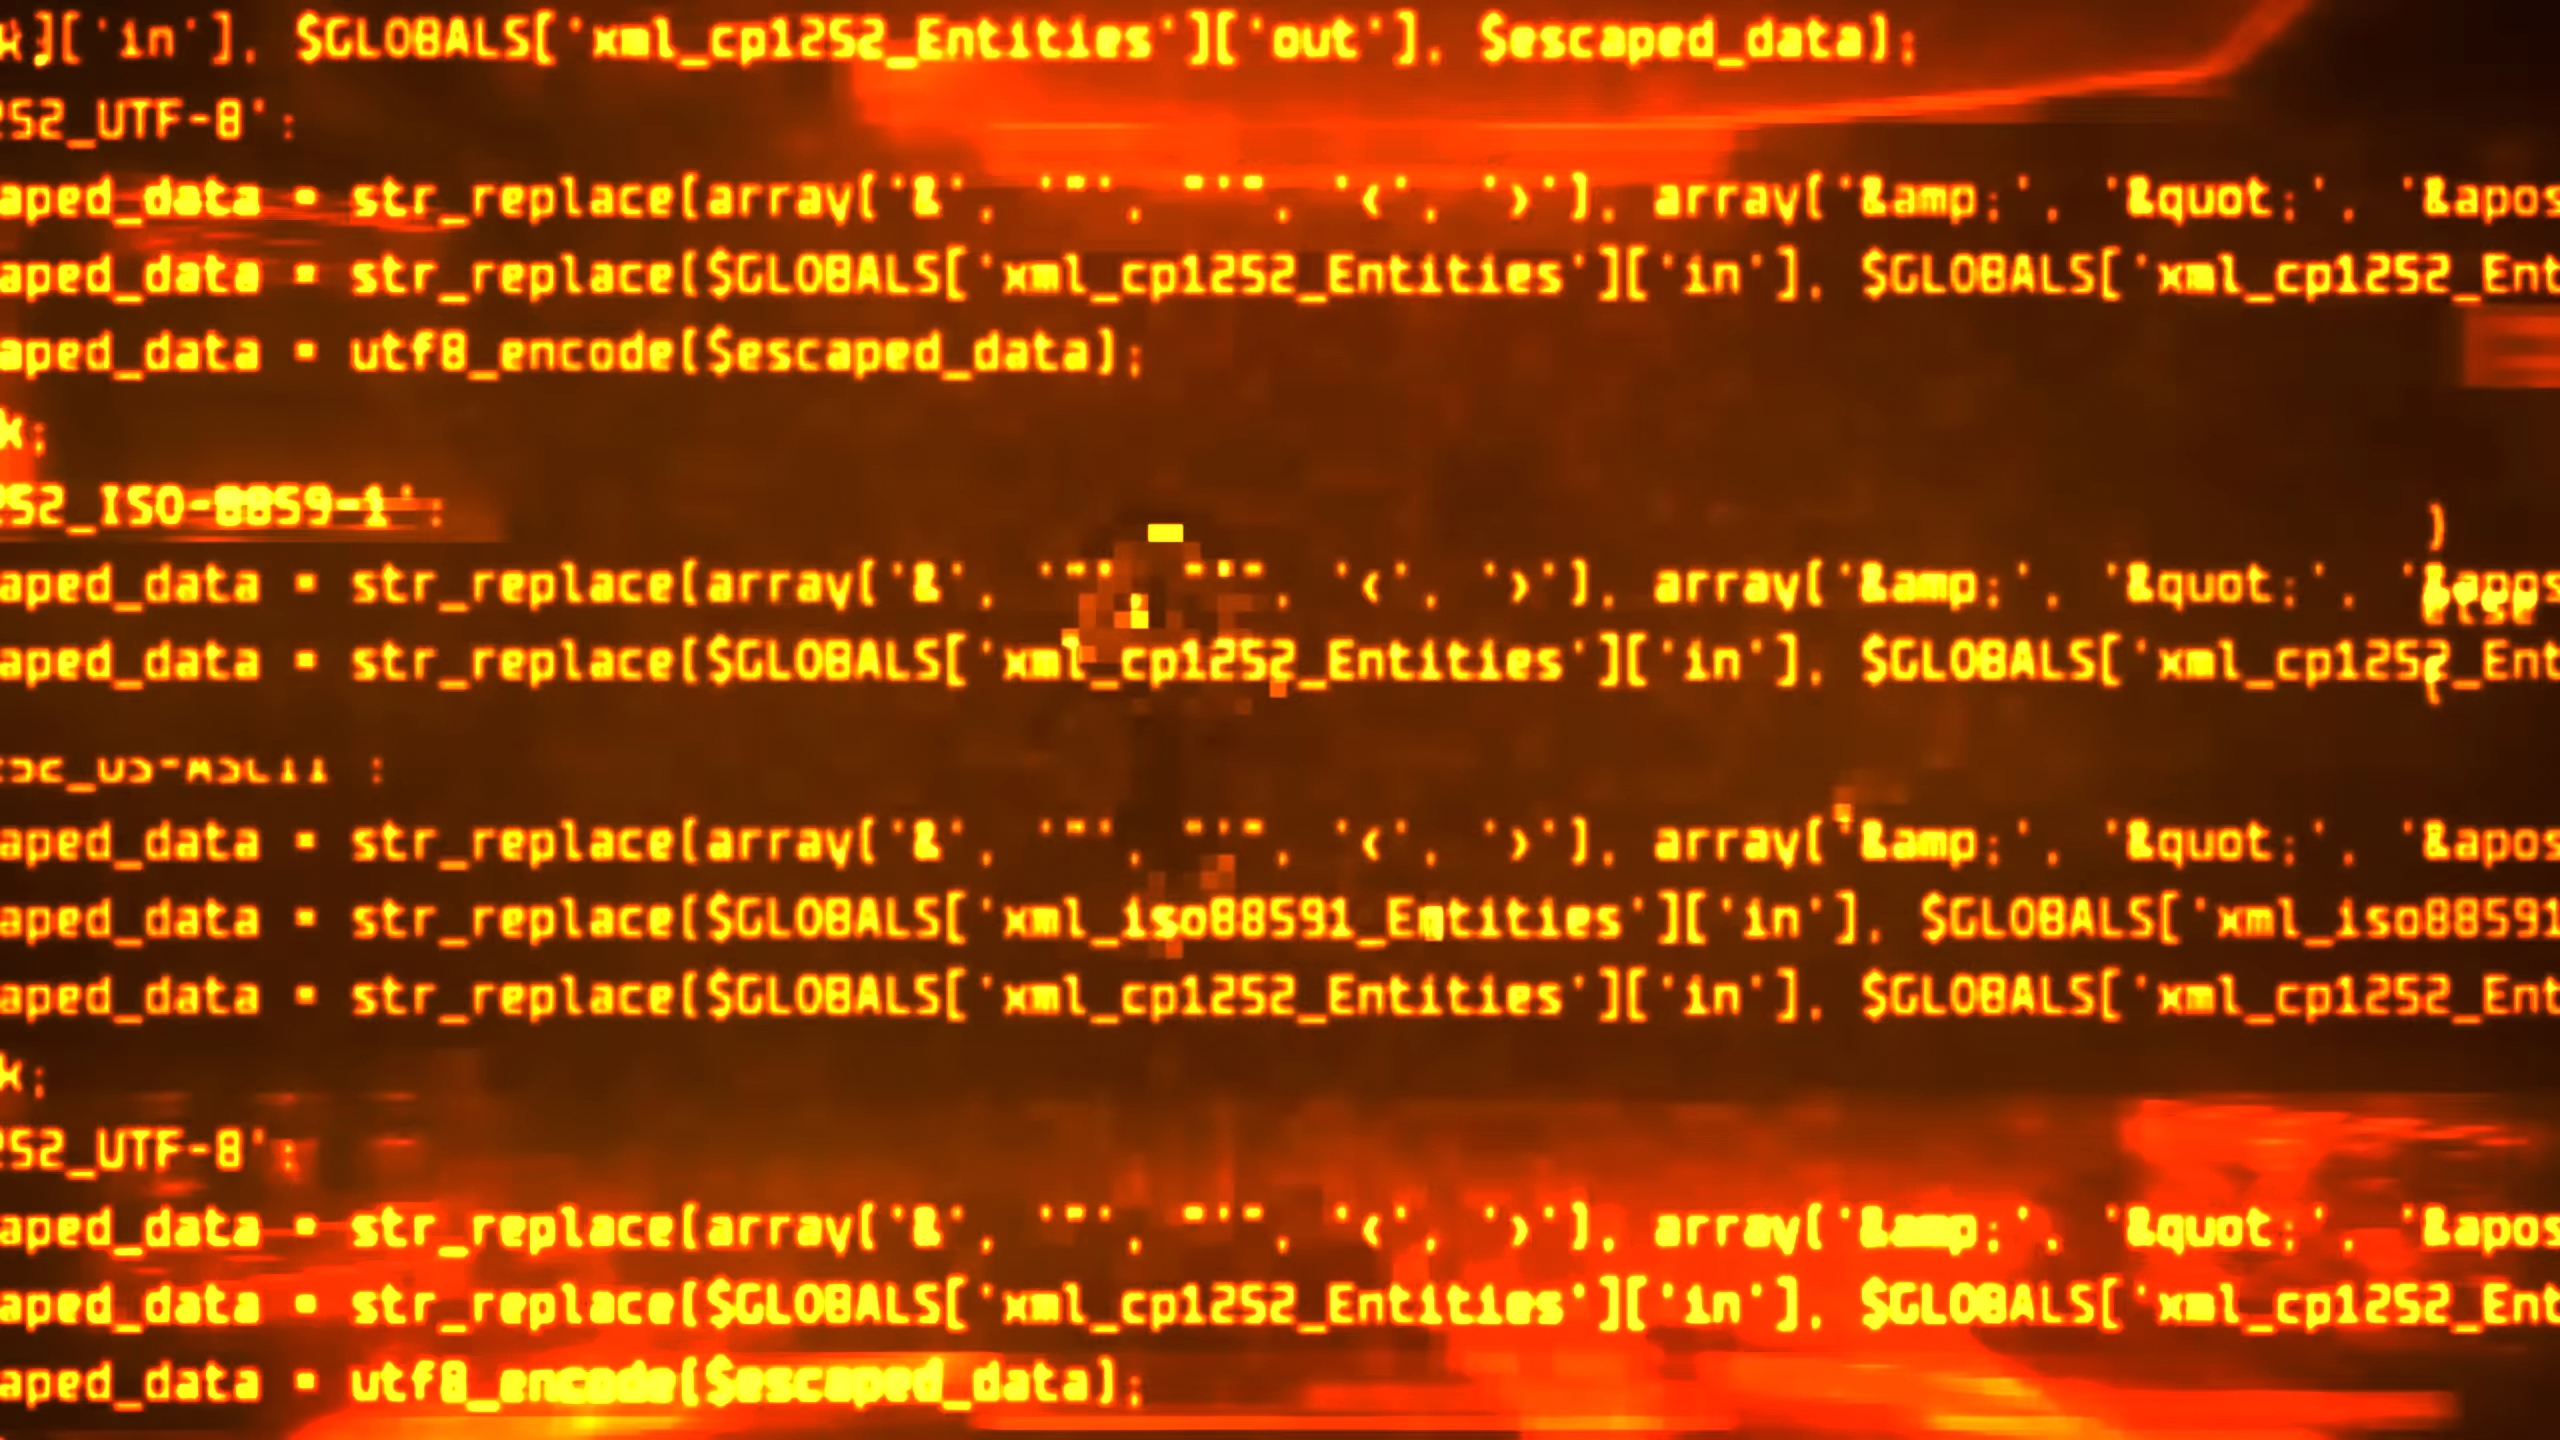 ']['in'], $GLOBALS['xml_cp1252_Entities']['out'], $escaped_data);
252_UTF-8':
aped_data = str_replace(array('&', '"', "'", '<', '>'), array('&amp;', '&quot;', '&apos
aped_data = str_replace($GLOBALS['xml_cp1252_Entities']['in'], $GLOBALS['xml_cp1252_Ent
aped_data = utf8_encode($escaped_data);
k;
252_ISO-8859-1':
)
aped_data = str_replace(array('&', '"', "'", '<', '>'), array('&amp;', '&quot;', '&apos
else
aped_data = str_replace($GLOBALS['xml_cp1252_Entities']['in'], $GLOBALS['xml_cp1252_Ent
{
252_US-ASCII':
aped_data = str_replace(array('&', '"', "'", '<', '>'), array('&amp;', '&quot;', '&apos
aped_data = str_replace($GLOBALS['xml_iso88591_Entities']['in'], $GLOBALS['xml_iso88591
aped_data = str_replace($GLOBALS['xml_cp1252_Entities']['in'], $GLOBALS['xml_cp1252_Ent
k;
252_UTF-8':
aped_data = str_replace(array('&', '"', "'", '<', '>'), array('&amp;', '&quot;', '&apos
aped_data = str_replace($GLOBALS['xml_cp1252_Entities']['in'], $GLOBALS['xml_cp1252_Ent
aped_data = utf8_encode($escaped_data);